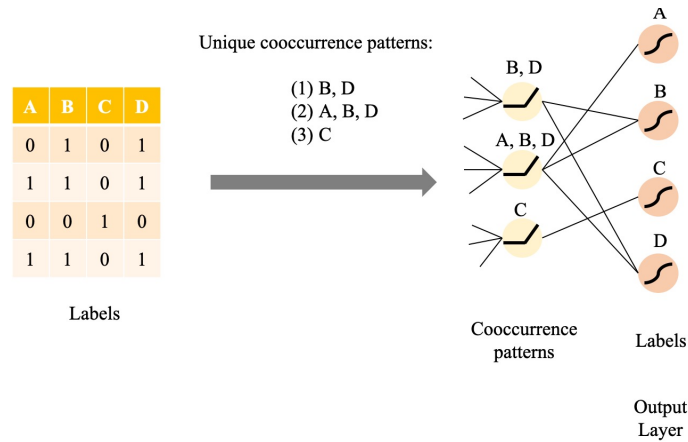 Unique cooccurrence patterns:
(1) B, D
(2) A, B, D
(3) C
A B C D
0 1 0 1
1 1 0 1
0 0 1 0
1 1 0 1
Labels
B, D
A, B, D
C
Cooccurrence
patterns
A
B
C
D
Labels
Output
Layer